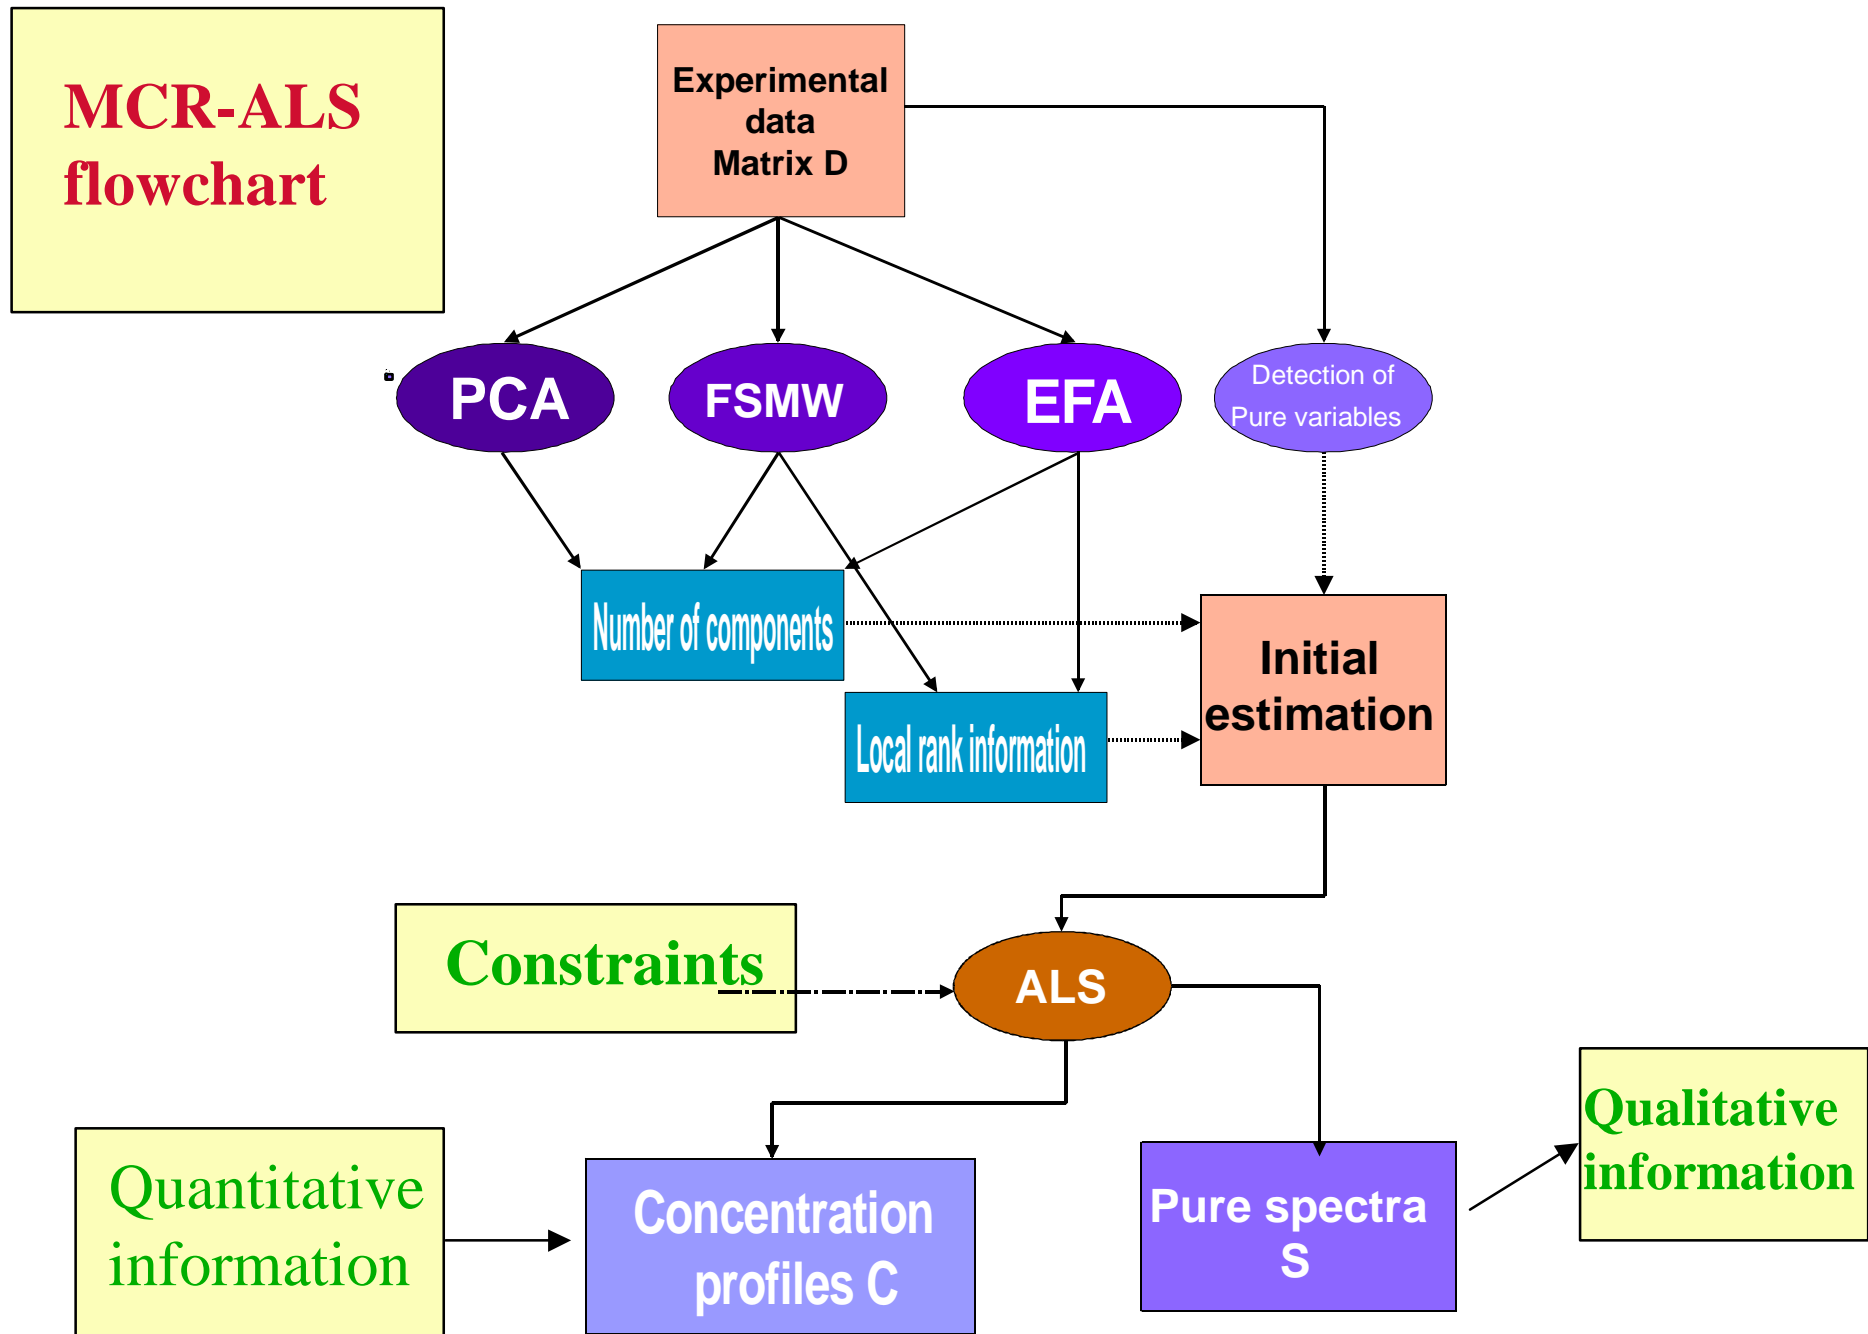 MCR-ALS
flowchart
Experimental
data
Matrix D
PCA
FSMW
EFA
Detection of
Pure variables
Number of components
Local rank information
Initial
estimation
Constraints
ALS
Quantitative
information
Concentration
profiles C
Pure spectra
S
Qualitative
information